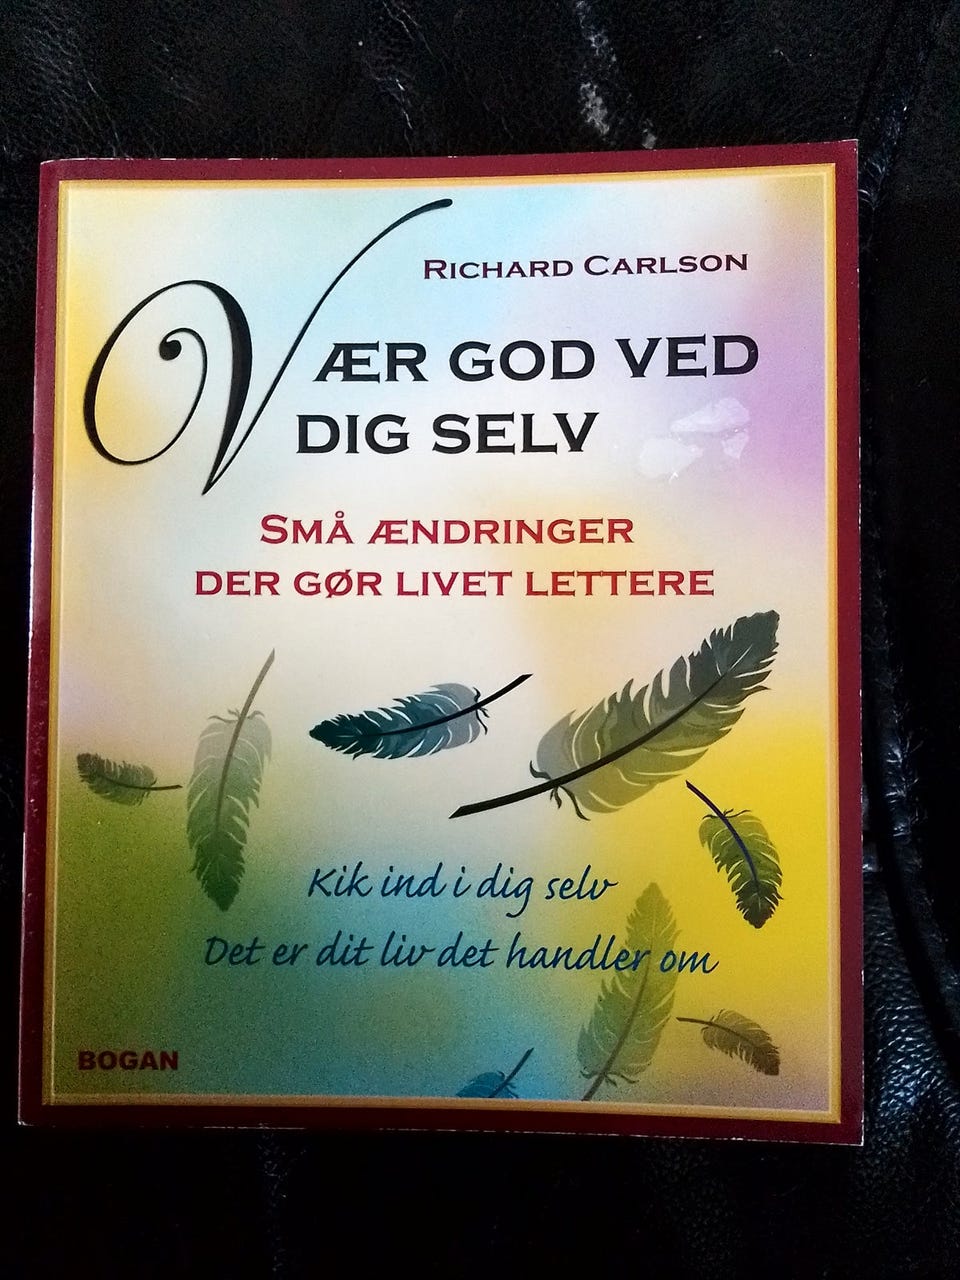 RICHARD CARLSON
VÆR GOD VED
DIG SELV
SMÅ ÆNDRINGER
DER GØR LIVET LETTERE
Kik ind i dig selv
Det er dit liv det handler om
BOGAN